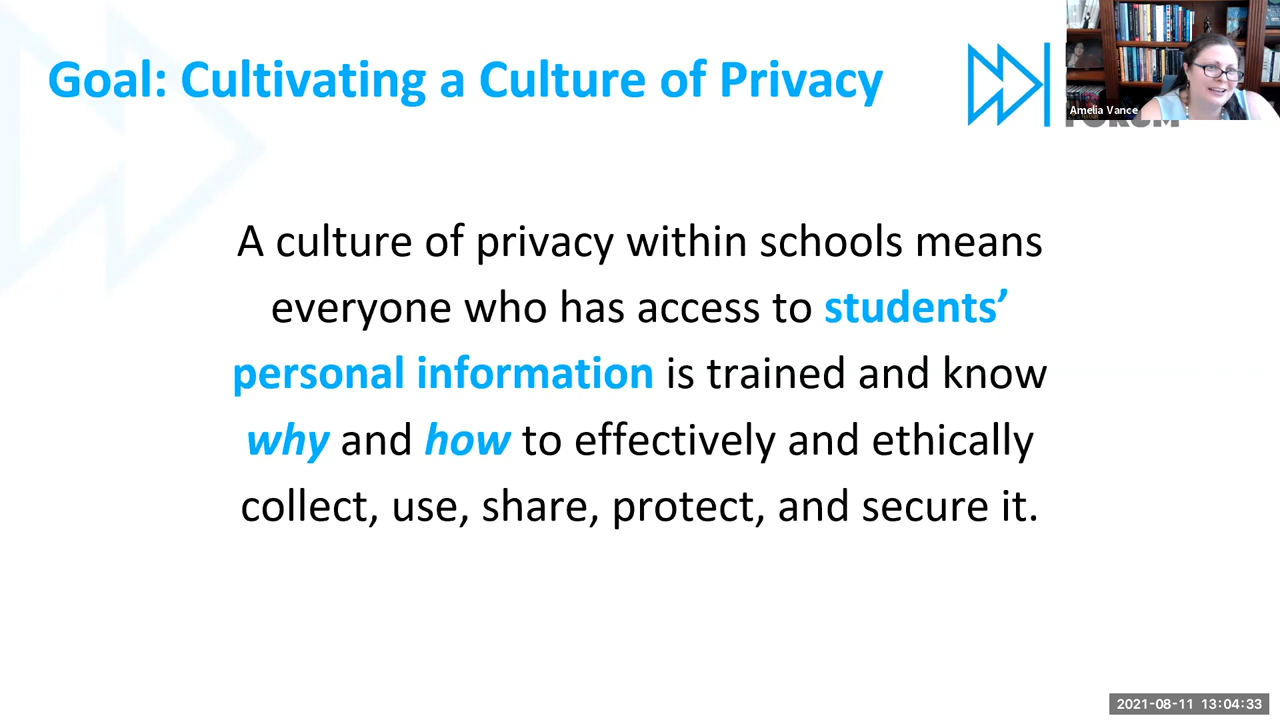 Goal: Cultivating a Culture of Privacy
Amelia Vance
FORUM
A culture of privacy within schools means
everyone who has access to students’
personal information is trained and know
why and how to effectively and ethically
collect, use, share, protect, and secure it.
2021-08-11 13:04:33